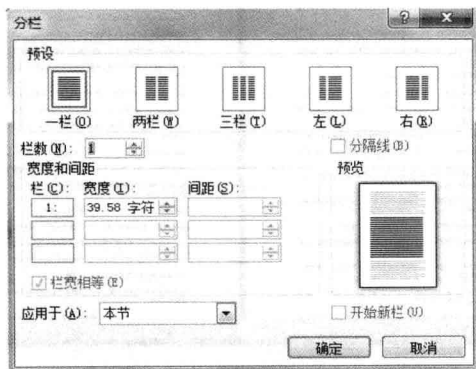 分栏
预设
一栏(O) 两栏(W) 三栏(T) 左(L) 右(R)
栏数(N): 1 分隔线(B)
宽度和间距 预览
栏(C): 宽度(I): 间距(S):
1: 39.58 字符
栏宽相等(E)
应用于(A): 本节 开始新栏(U)
确定 取消